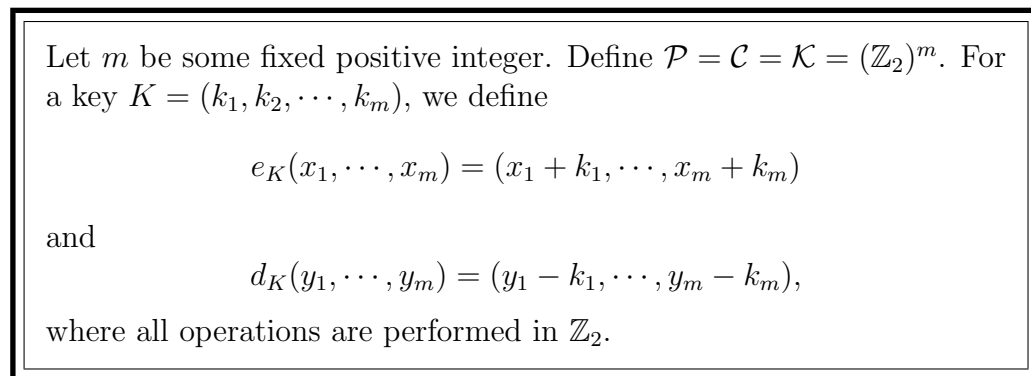 Let m be some fixed positive integer. Define 𝒫 = 𝒞 = 𝒦 = (ℤ₂)ᵐ. For
a key K = (k₁, k₂, ⋯, kₘ), we define
e_K(x₁, ⋯, xₘ) = (x₁ + k₁, ⋯, xₘ + kₘ)
and
d_K(y₁, ⋯, yₘ) = (y₁ − k₁, ⋯, yₘ − kₘ),
where all operations are performed in ℤ₂.